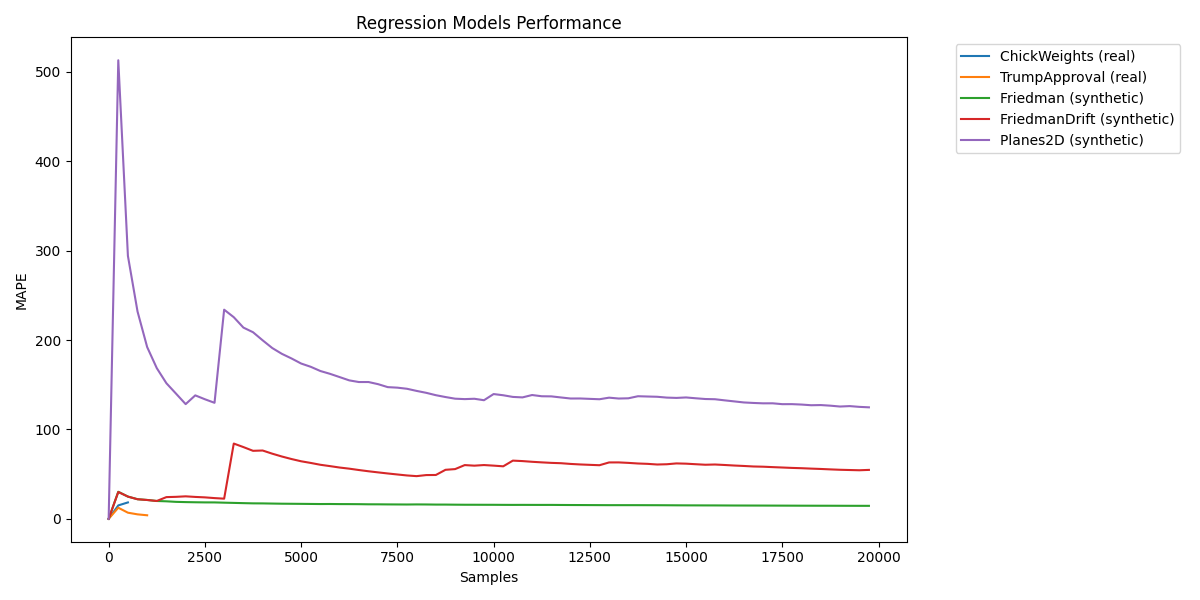 Regression Models Performance
ChickWeights (real)
TrumpApproval (real)
Friedman (synthetic)
FriedmanDrift (synthetic)
Planes2D (synthetic)
MAPE
500
400
300
200
100
0
0 2500 5000 7500 10000 12500 15000 17500 20000
Samples